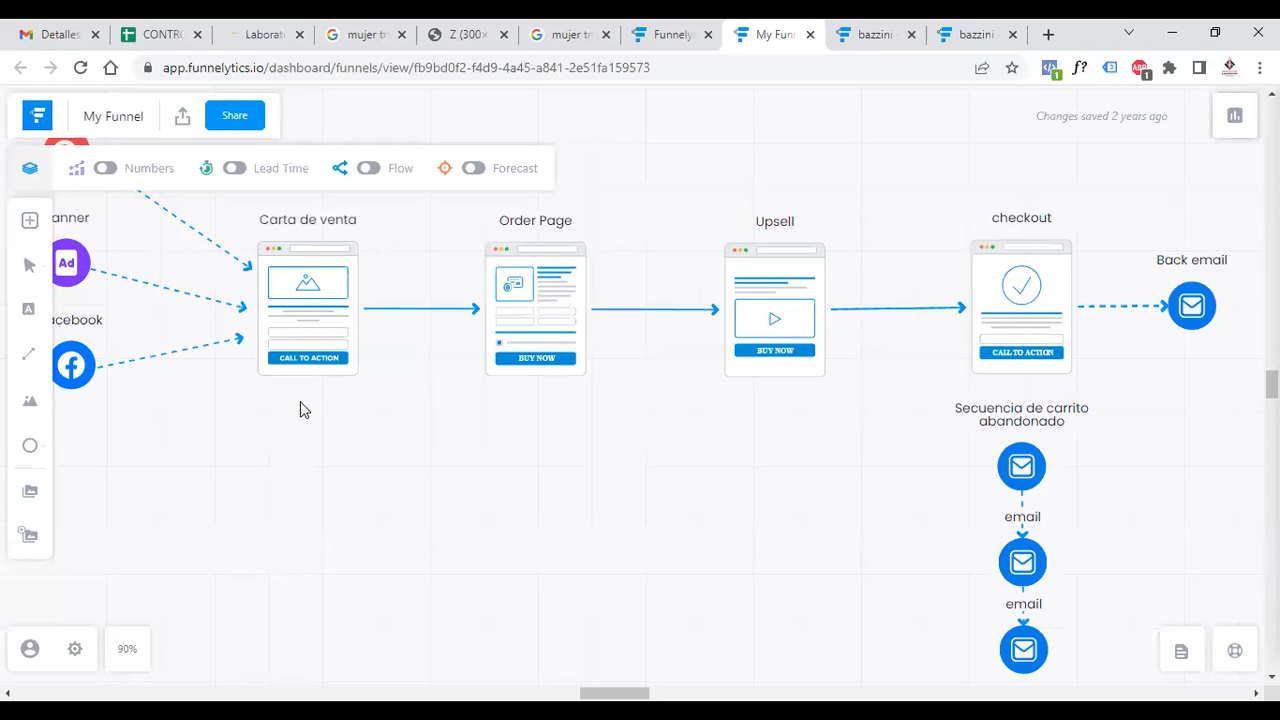 Detalles
CONTR
Laborat
mujer tr
Z (300×
mujer tr
Funnely
My Fun
bazzini -
bazzini
app.funnelytics.io/dashboard/funnels/view/fb9bd0f2-f4d9-4a45-a841-2e51fa159573
My Funnel
Share
Changes saved 2 years ago
Numbers
Lead Time
Flow
Forecast
anner
Ad
acebook
Carta de venta
CALL TO ACTION
Order Page
BUY NOW
Upsell
BUY NOW
checkout
CALL TO ACTION
Back email
Secuencia de carrito
abandonado
email
email
90%